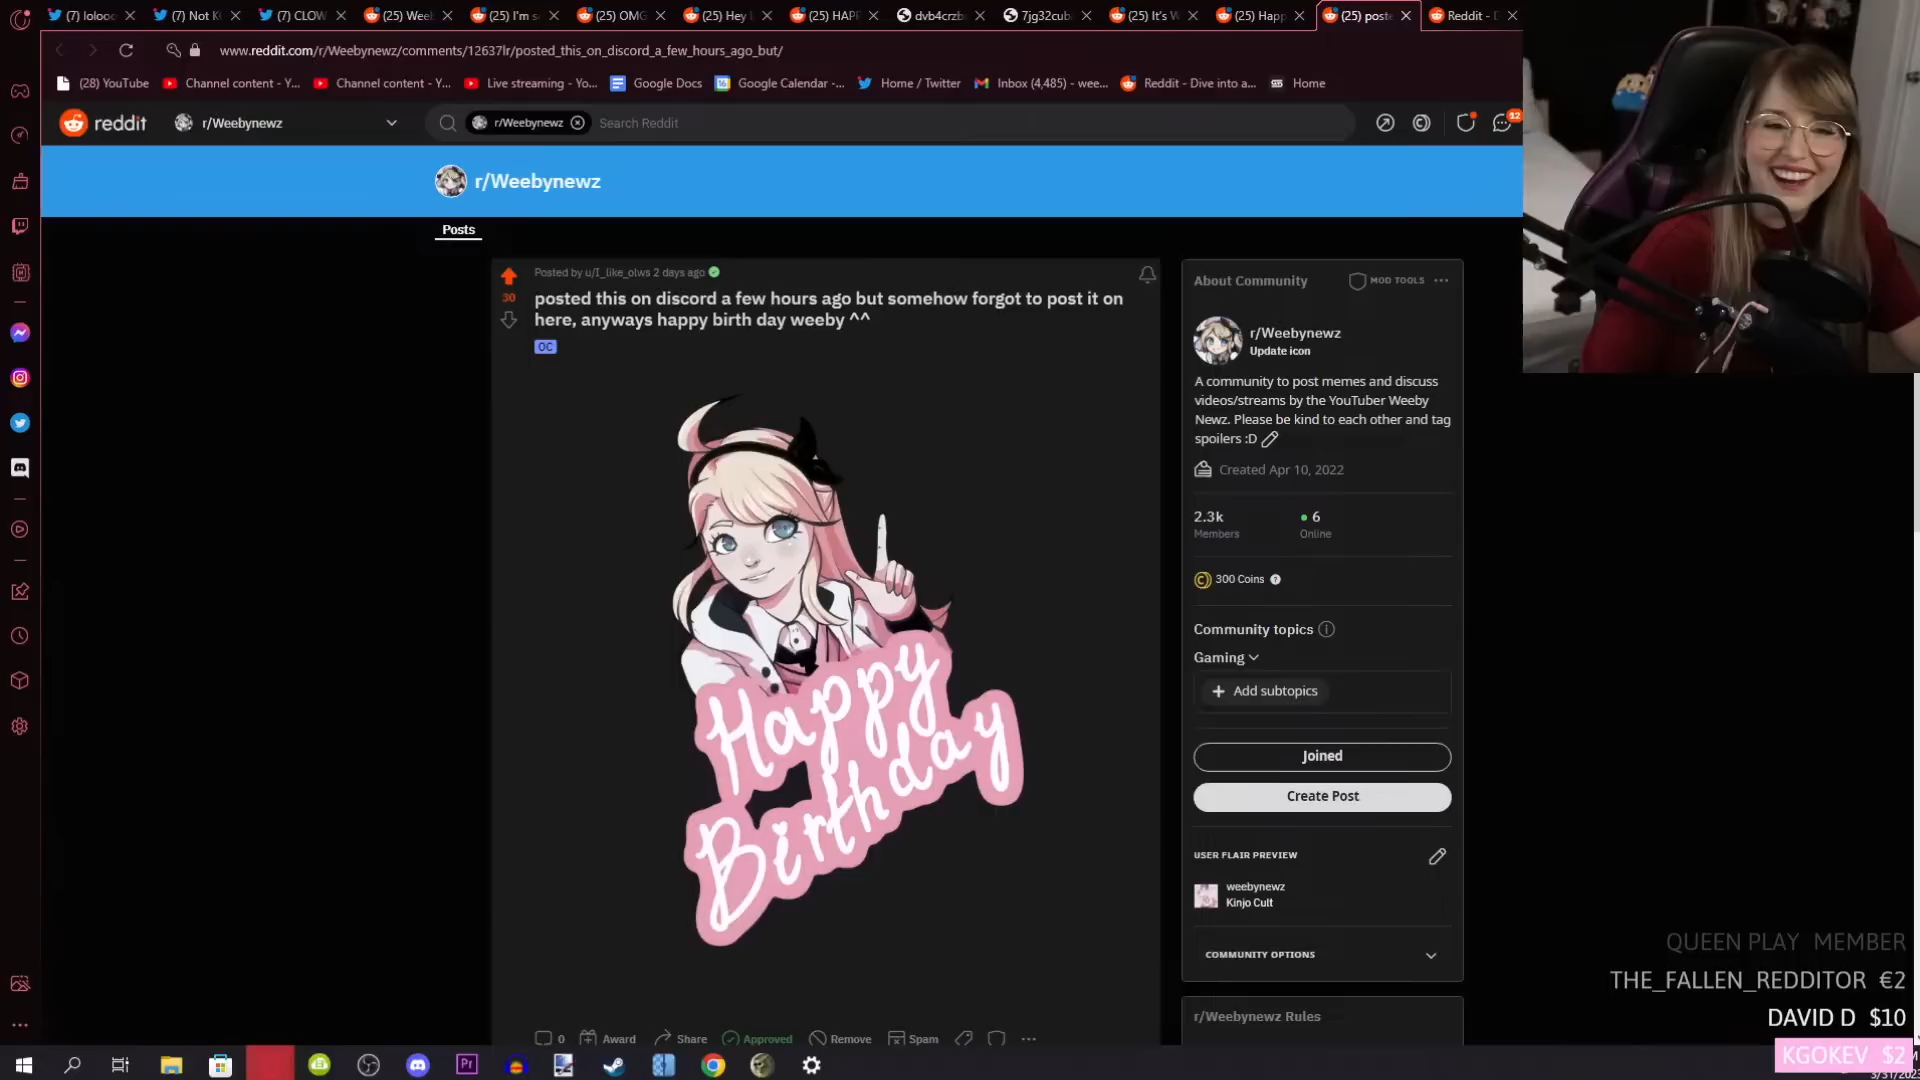 (7) loloo
(7) Not K
(7) CLOW
(25) Weeb
(25) I'm s
(25) OMG
(25) Hey
(25) HAPP
dvb4crzb
7jg32cub
(25) It's W
(25) Happ
(25) post
Reddit - D
www.reddit.com/r/Weebynewz/comments/12637lr/posted_this_on_discord_a_few_hours_ago_but/
(28) YouTube
Channel content - Y...
Channel content - Y...
Live streaming - Yo...
Google Docs
Google Calendar -...
Home / Twitter
Inbox (4,485) - wee...
Reddit - Dive into a...
Home
reddit
r/Weebynewz
r/Weebynewz
Search Reddit
12
r/Weebynewz
Posts
Posted by u/I_like_olws 2 days ago
30
posted this on discord a few hours ago but somehow forgot to post it on
here, anyways happy birth day weeby ^^
OC
Happy
Birthday
0
Award
Share
Approved
Remove
Spam
About Community
MOD TOOLS
r/Weebynewz
Update icon
A community to post memes and discuss
videos/streams by the YouTuber Weeby
Newz. Please be kind to each other and tag
spoilers :D
Created Apr 10, 2022
2.3k
Members
6
Online
300 Coins
Community topics
Gaming
Add subtopics
Joined
Create Post
USER FLAIR PREVIEW
weebynewz
Kinjo Cult
COMMUNITY OPTIONS
r/Weebynewz Rules
QUEEN PLAY MEMBER
THE_FALLEN_REDDITOR €2
DAVID D $10
KGOKEV $2
Pr